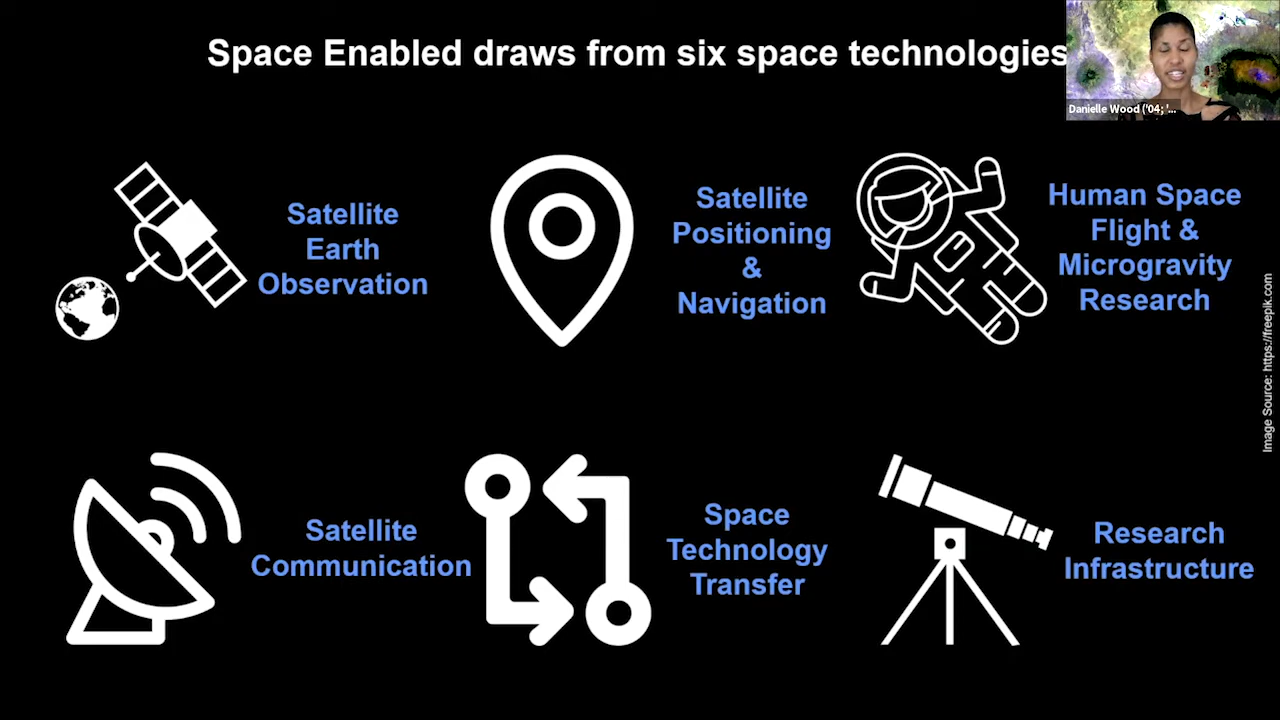 Space Enabled draws from six space technologies
Danielle Wood ('04; '...
Satellite
Earth
Observation
Satellite
Positioning
&
Navigation
Human Space
Flight &
Microgravity
Research
Satellite
Communication
Space
Technology
Transfer
Research
Infrastructure
Image Source: https://freepik.com